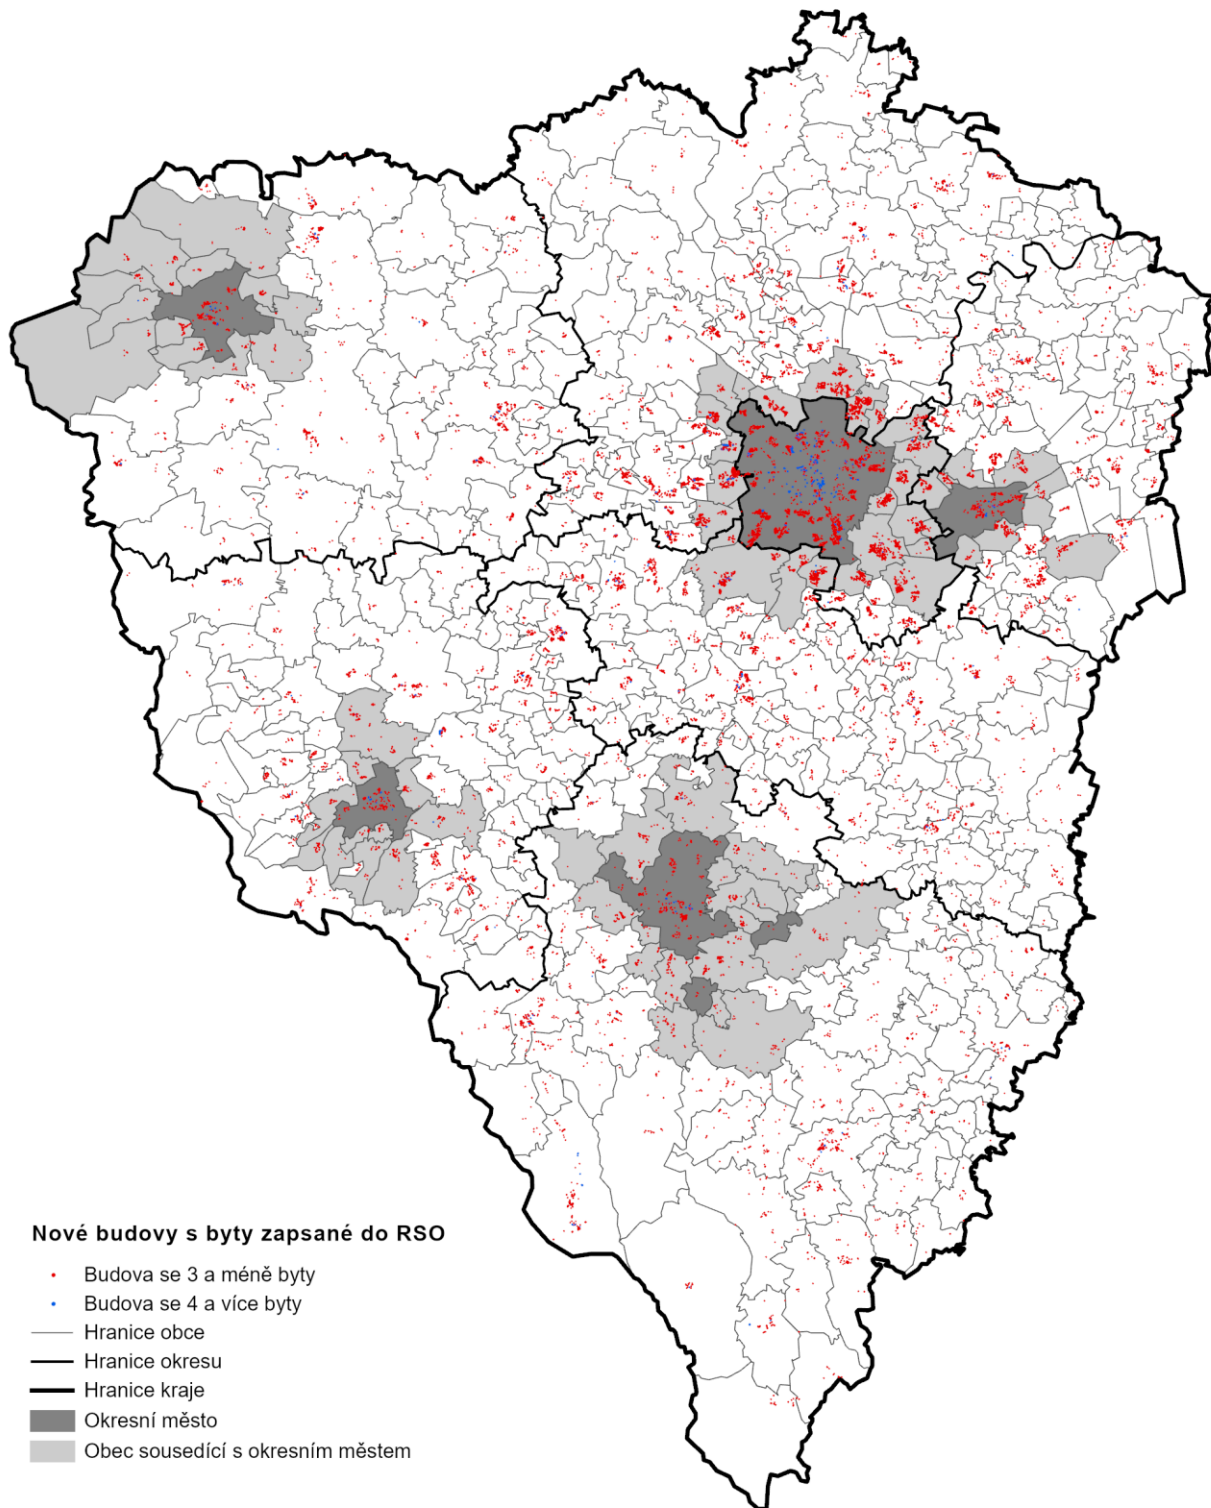 Nové budovy s byty zapsané do RSO
Budova se 3 a méně byty
Budova se 4 a více byty
Hranice obce
Hranice okresu
Hranice kraje
Okresní město
Obec sousedící s okresním městem